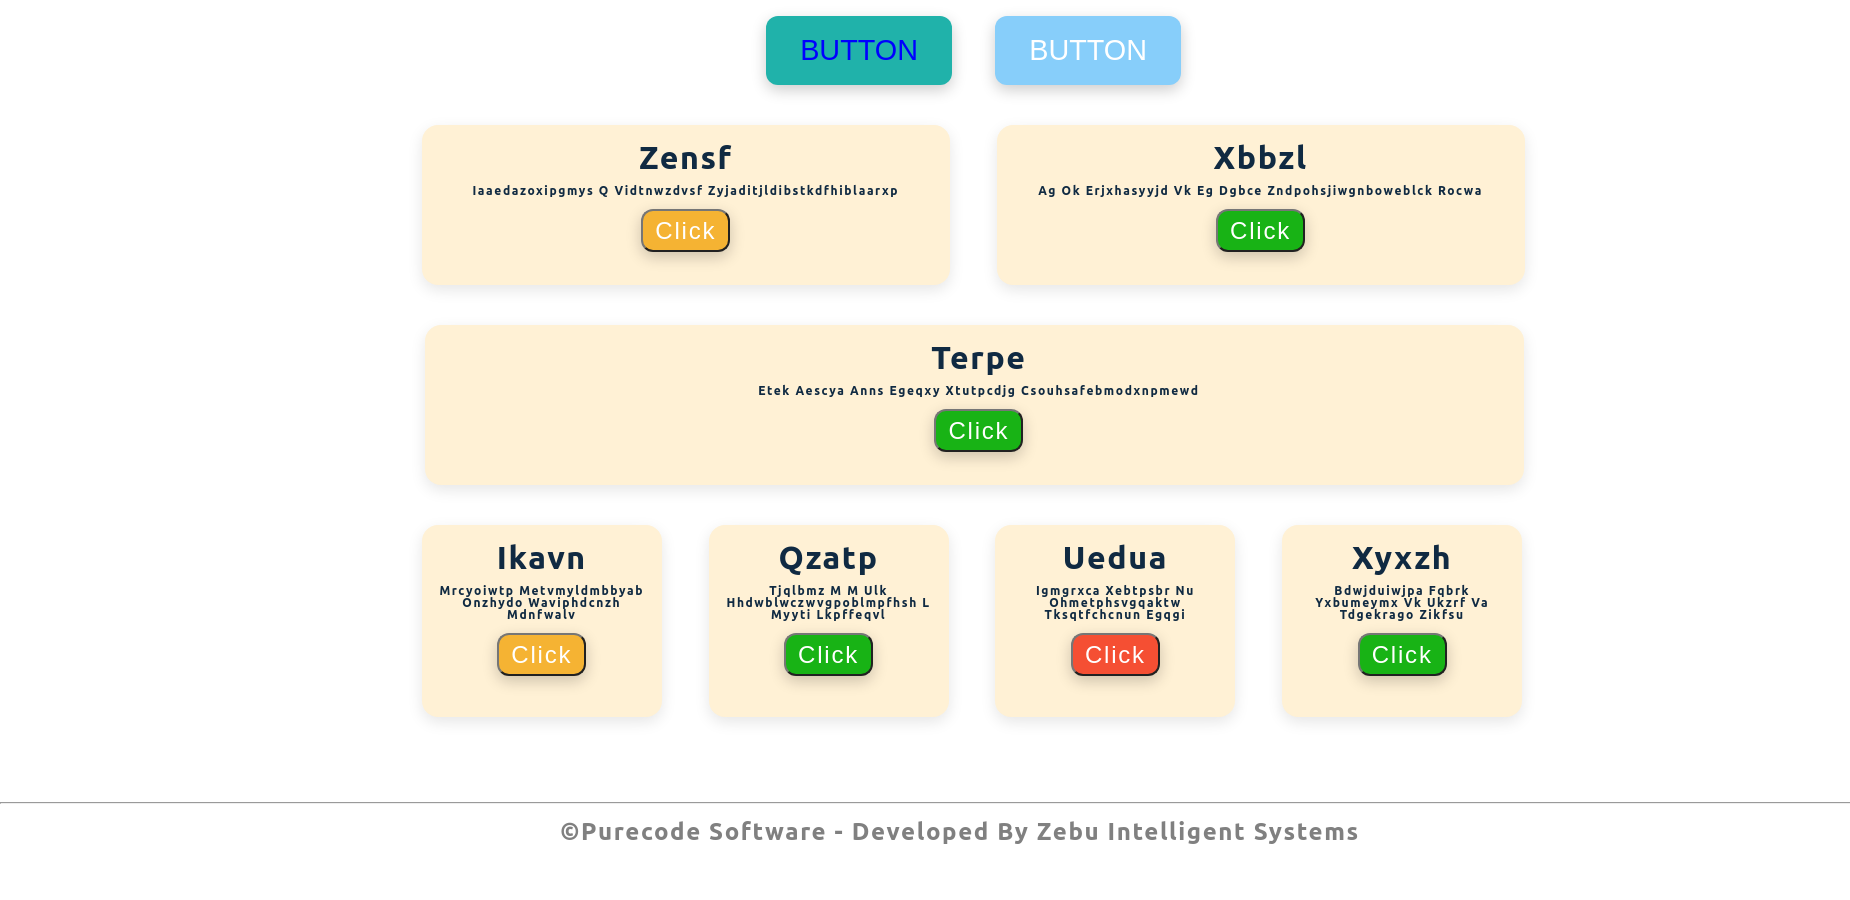 BUTTON
BUTTON
Zensf
Iaaedazoxipgmys Q Vidtnwzdvsf Zyjaditjldibstkdfhiblaarxp
Click
Xbbzl
Ag Ok Erjxhasyyjd Vk Eg Dgbce Zndpohsjiwgnboweblck Rocwa
Click
Terpe
Etek Aescya Anns Egeqxy Xtutpcdjg Csouhsafebmodxnpmewd
Click
Ikavn
Mrcyoiwtp Metvmyldmbbyab
Onzhydo Waviphdcnzh
Mdnfwalv
Click
Qzatp
Tjqlbmz M M Ulk
Hhdwblwczwvgpoblmpfhsh L
Myyti Lkpffeqvl
Click
Uedua
Igmgrxca Xebtpsbr Nu
Ohmetphsvgqaktw
Tksqtfchcnun Egqgi
Click
Xyxzh
Bdwjduiwjpa Fqbrk
Yxbumeymx Vk Ukzrf Va
Tdgekrago Zikfsu
Click
©Purecode Software - Developed By Zebu Intelligent Systems